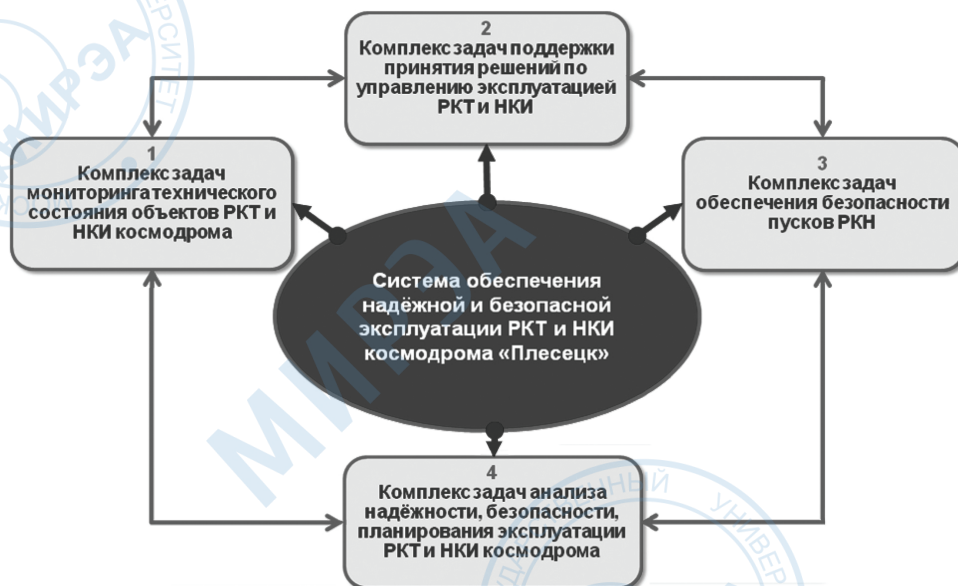 2
Комплекс задач поддержки
принятия решений по
управлению эксплуатацией
РКТ и НКИ
1
Комплекс задач
мониторинга технического
состояния объектов РКТ и
НКИ космодрома
3
Комплекс задач
обеспечения безопасности
пусков РКН
Система обеспечения
надёжной и безопасной
эксплуатации РКТ и НКИ
космодрома «Плесецк»
4
Комплекс задач анализа
надёжности, безопасности,
планирования эксплуатации
РКТ и НКИ космодрома
МИРЭА